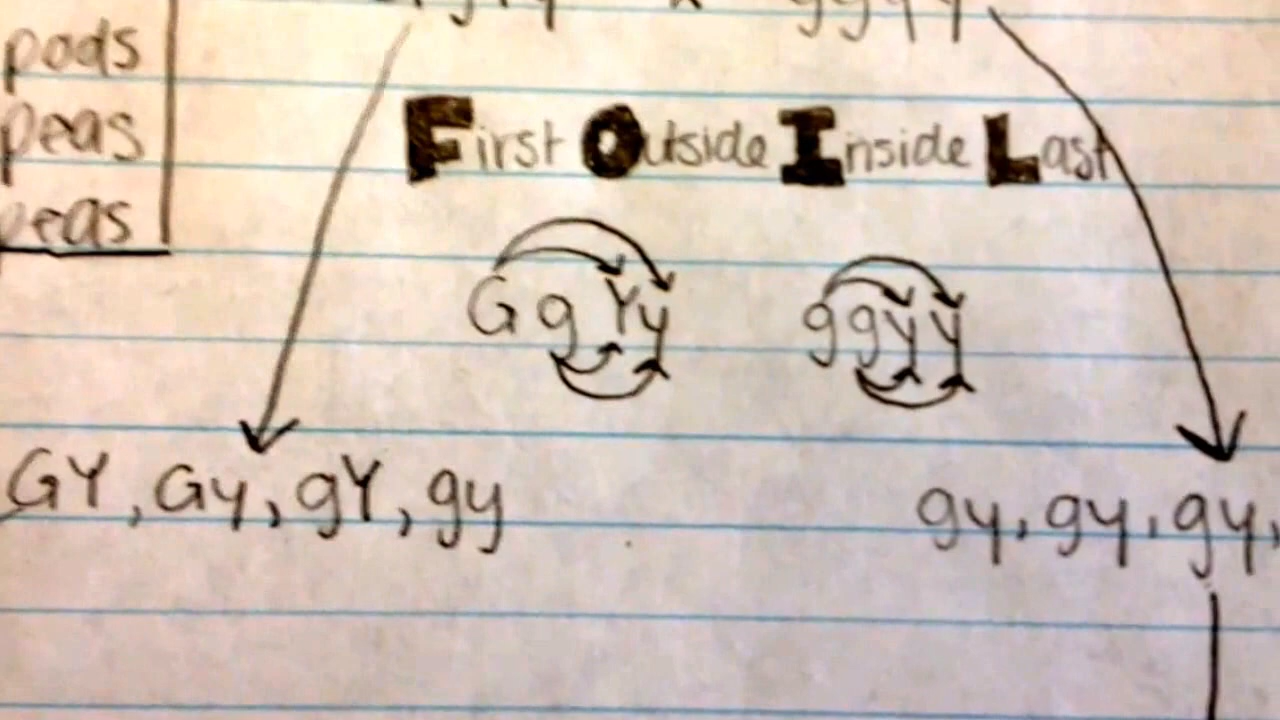 pods
First Outside Inside Last
peas
peas
GgYy ggyy
GY, Gy, gY, gy gy, gy, gy,